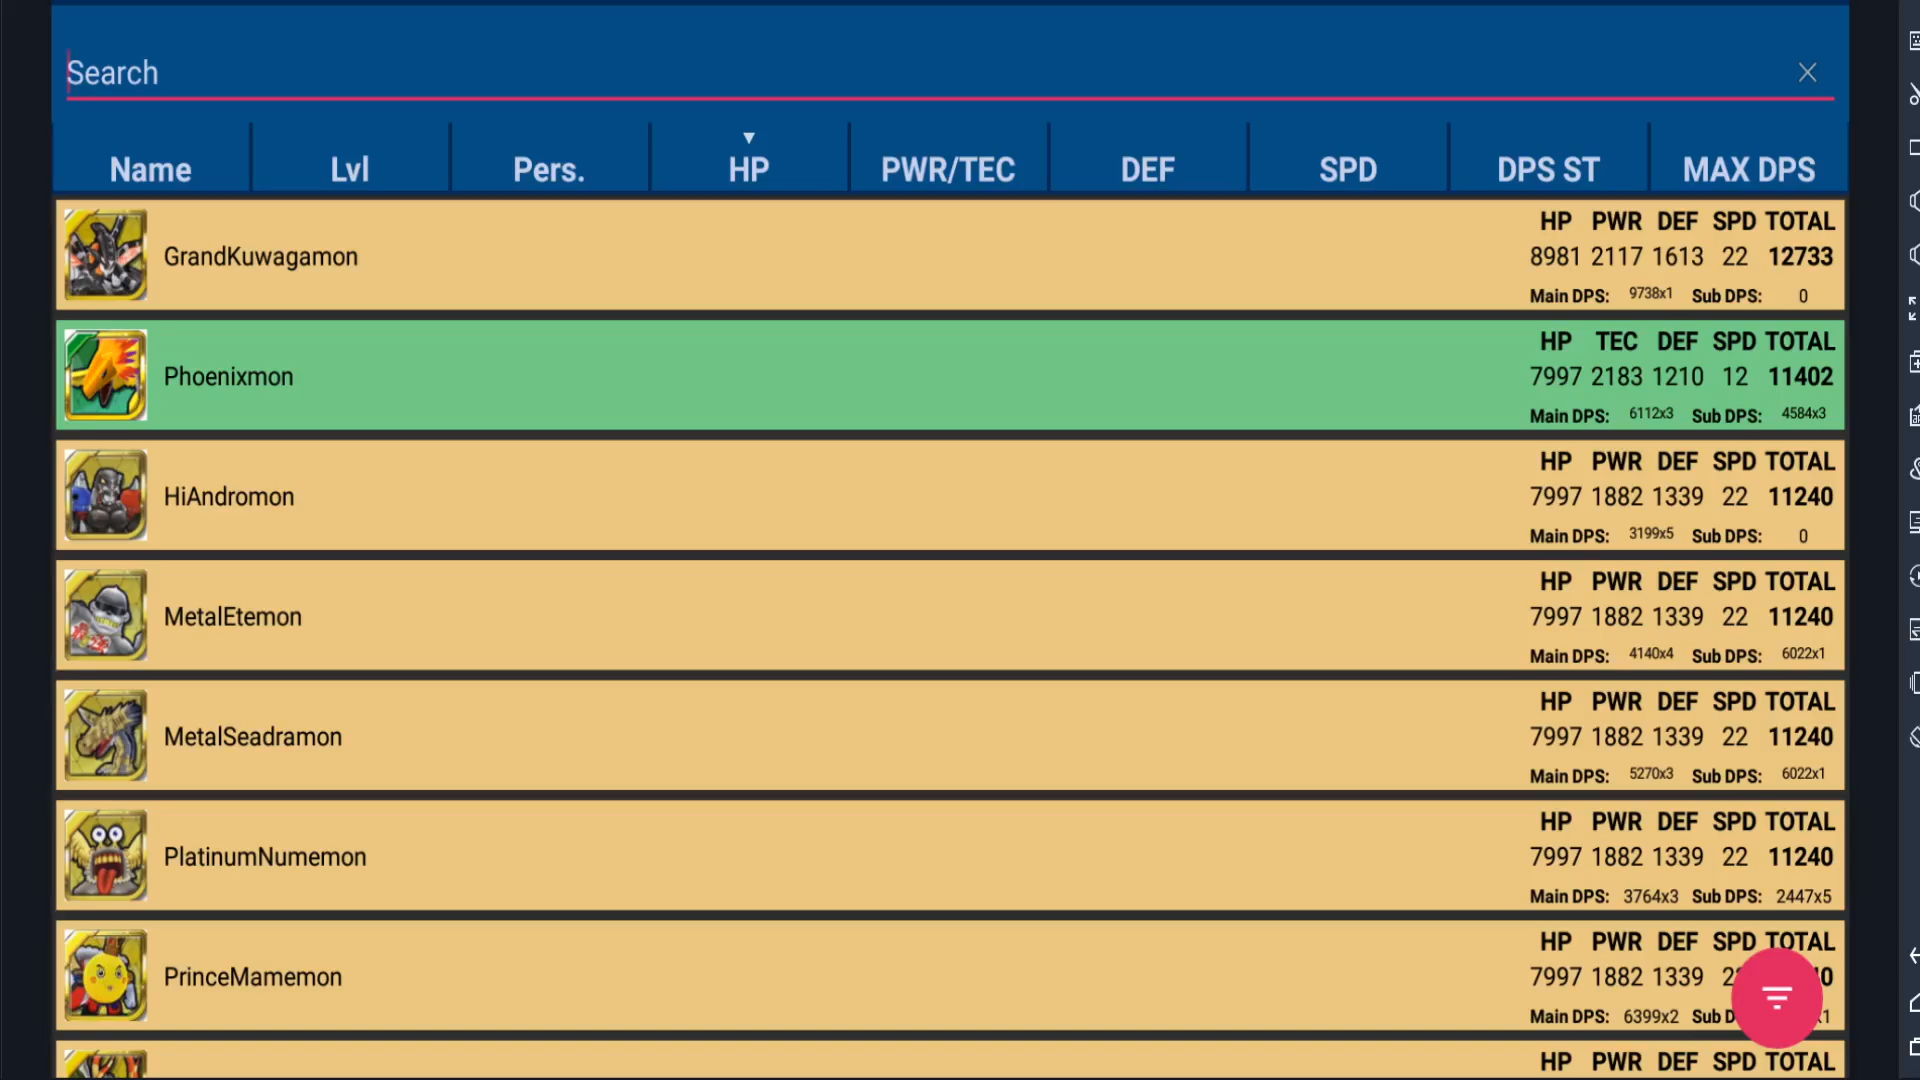 Search
Name Lvl Pers. HP PWR/TEC DEF SPD DPS ST MAX DPS
HP PWR DEF SPD TOTAL
GrandKuwagamon 8981 2117 1613 22 12733
Main DPS: 9738x1 Sub DPS: 0
HP TEC DEF SPD TOTAL
Phoenixmon 7997 2183 1210 12 11402
Main DPS: 6112x3 Sub DPS: 4584x3
HP PWR DEF SPD TOTAL
HiAndromon 7997 1882 1339 22 11240
Main DPS: 3199x5 Sub DPS: 0
HP PWR DEF SPD TOTAL
MetalEtemon 7997 1882 1339 22 11240
Main DPS: 4140x4 Sub DPS: 6022x1
HP PWR DEF SPD TOTAL
MetalSeadramon 7997 1882 1339 22 11240
Main DPS: 5270x3 Sub DPS: 6022x1
HP PWR DEF SPD TOTAL
PlatinumNumemon 7997 1882 1339 22 11240
Main DPS: 3764x3 Sub DPS: 2447x5
HP PWR DEF SPD TOTAL
PrinceMamemon 7997 1882 1339
Main DPS: 6399x2
HP PWR DEF SPD TOTAL